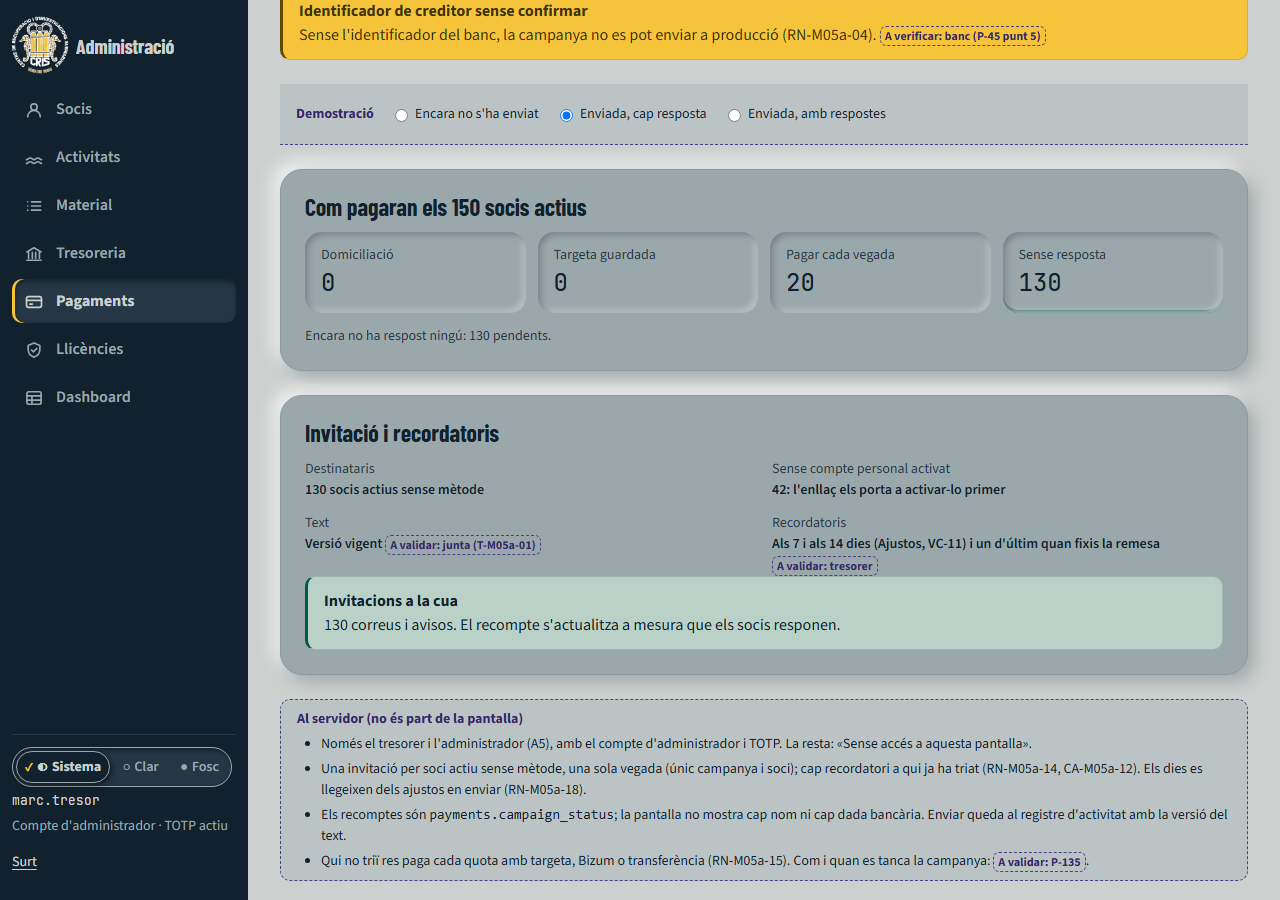 Administració
Socis
Activitats
Material
Tresoreria
Pagaments
Llicències
Dashboard
✓ Sistema
Clar
Fosc
marc.tresor
Compte d'administrador · TOTP actiu
Surt
Identificador de creditor sense confirmar
Sense l'identificador del banc, la campanya no es pot enviar a producció (RN-M05a-04). A verificar: banc (P-45 punt 5)
Demostració Encara no s'ha enviat Enviada, cap resposta Enviada, amb respostes
Com pagaran els 150 socis actius
Domiciliació
0
Targeta guardada
0
Pagar cada vegada
20
Sense resposta
130
Encara no ha respost ningú: 130 pendents.
Invitació i recordatoris
Destinataris
130 socis actius sense mètode
Sense compte personal activat
42: l'enllaç els porta a activar-lo primer
Text
Versió vigent A validar: junta (T-M05a-01)
Recordatoris
Als 7 i als 14 dies (Ajustos, VC-11) i un d'últim quan fixis la remesa
A validar: tresorer
Invitacions a la cua
130 correus i avisos. El recompte s'actualitza a mesura que els socis responen.
Al servidor (no és part de la pantalla)
• Només el tresorer i l'administrador (A5), amb el compte d'administrador i TOTP. La resta: «Sense accés a aquesta pantalla».
• Una invitació per soci actiu sense mètode, una sola vegada (únic campanya i soci); cap recordatori a qui ja ha triat (RN-M05a-14, CA-M05a-12). Els dies es
llegeixen dels ajustos en enviar (RN-M05a-18).
• Els recomptes són payments.campaign_status; la pantalla no mostra cap nom ni cap dada bancària. Enviar queda al registre d'activitat amb la versió del
text.
• Qui no triï res paga cada quota amb targeta, Bizum o transferència (RN-M05a-15). Com i quan es tanca la campanya: A validar: P-135.